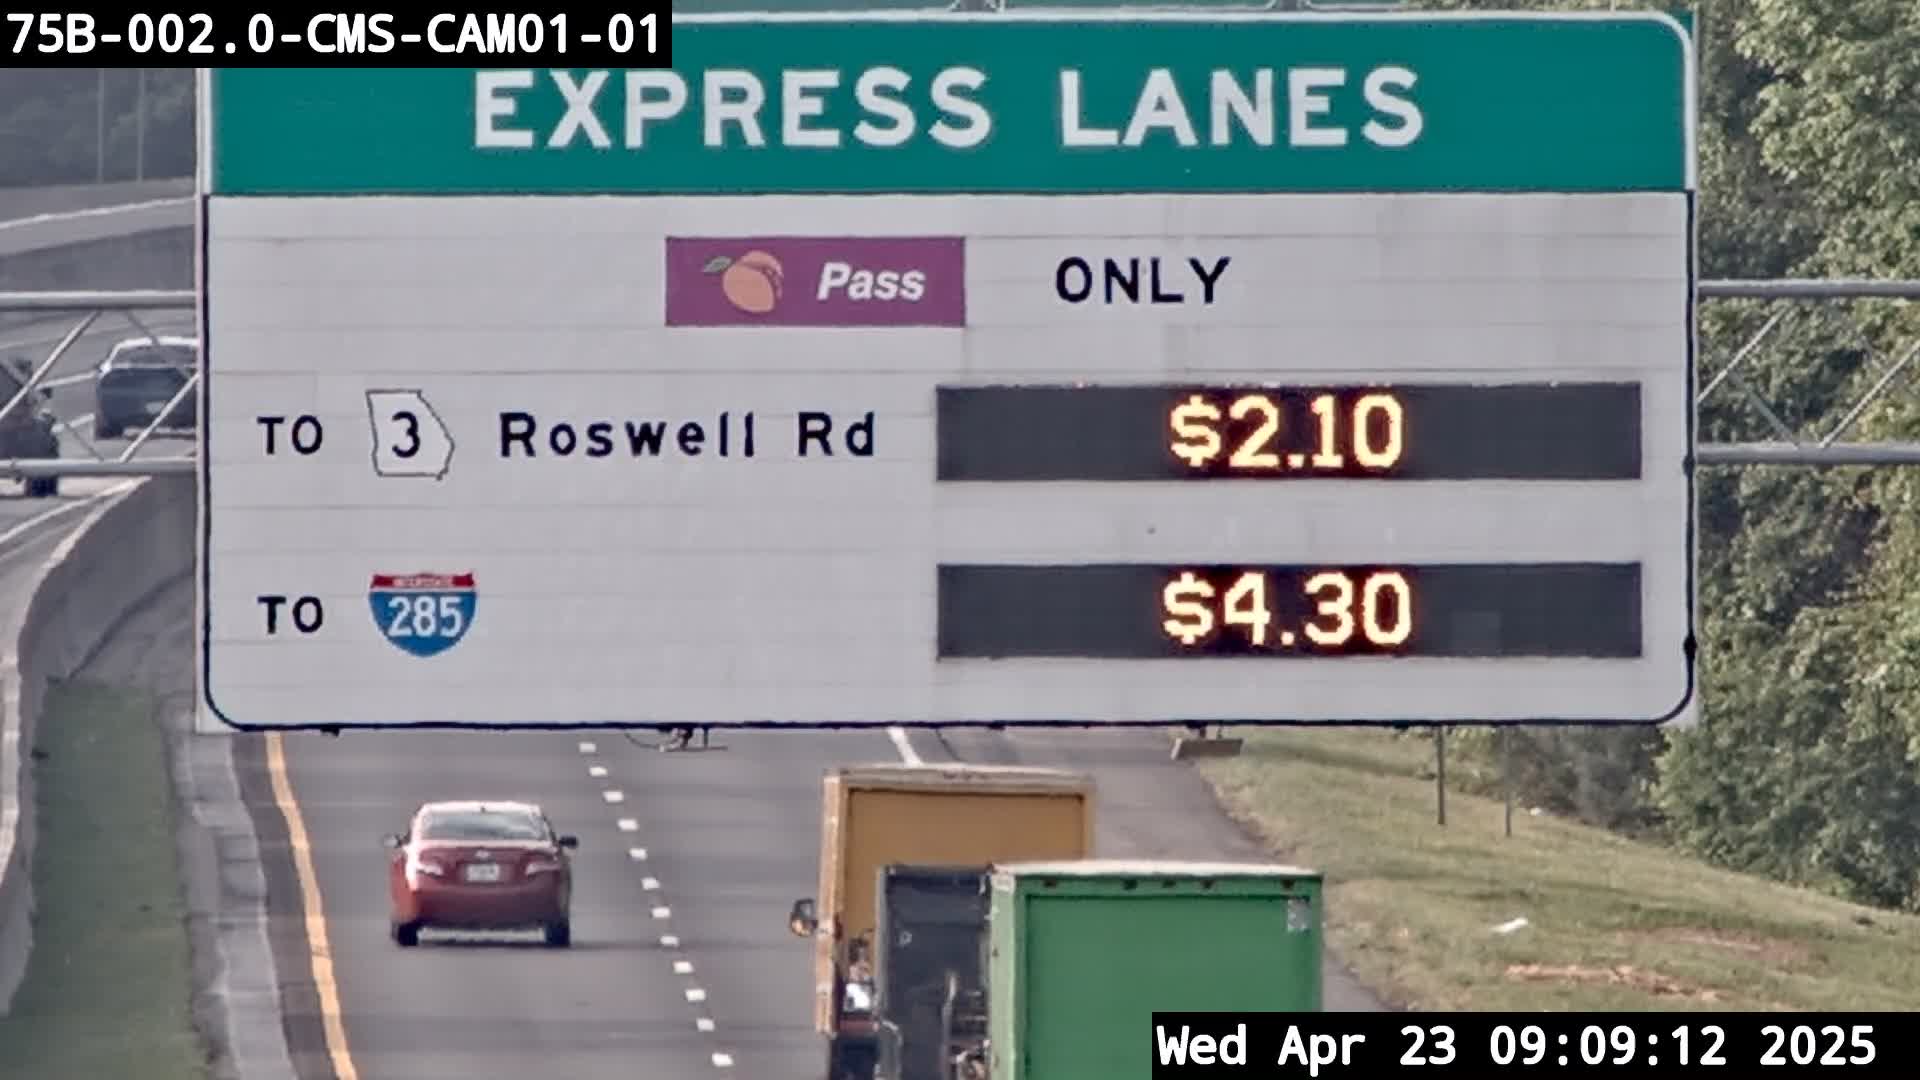 75B-002.0-CMS-CAM01-01
EXPRESS LANES
Pass ONLY
TO 3 Roswell Rd $2.10
TO INTERSTATE 285 $4.30
Wed Apr 23 09:09:12 2025